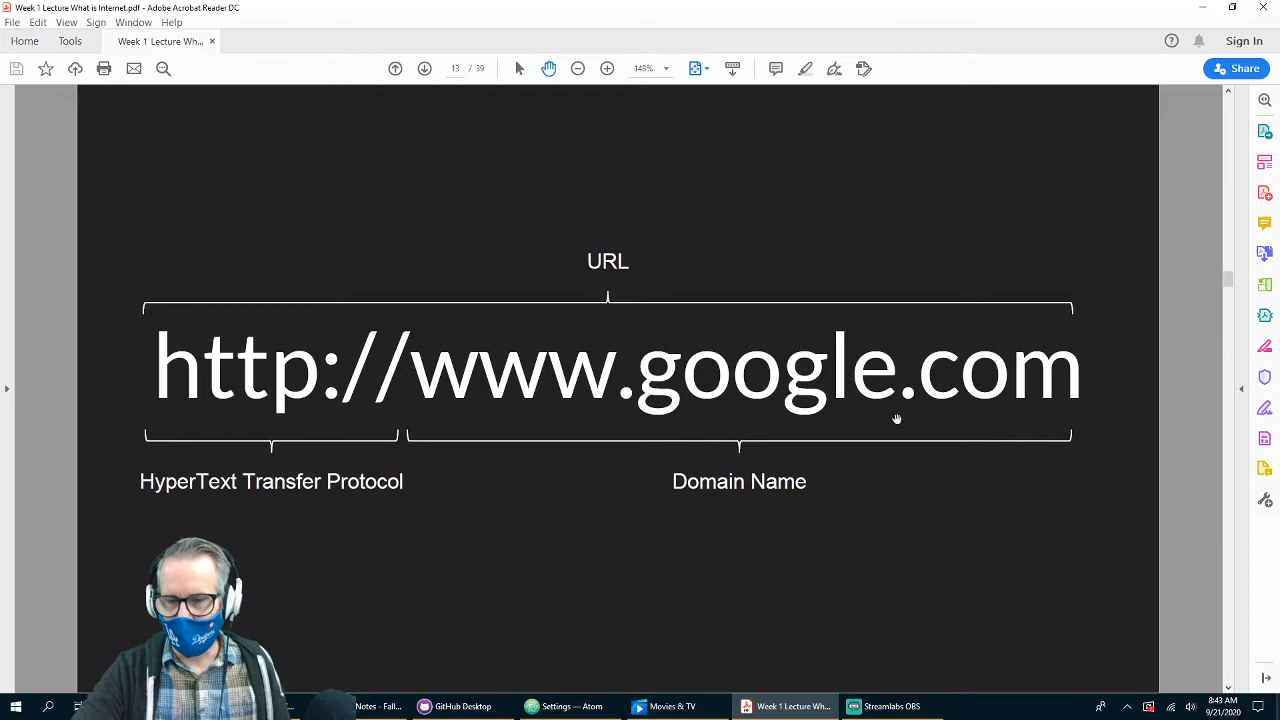 Week 1 Lecture What is Internet.pdf - Adobe Acrobat Reader DC
File Edit View Sign Window Help
Home Tools Week 1 Lecture Wh... × Sign In
13 / 39 148% Share
URL
http://www.google.com
HyperText Transfer Protocol Domain Name
Dodgers
Notes - Fall... GitHub Desktop Settings — Atom Movies & TV Week 1 Lecture Wh... Streamlabs OBS 8:43 AM
9/21/2020